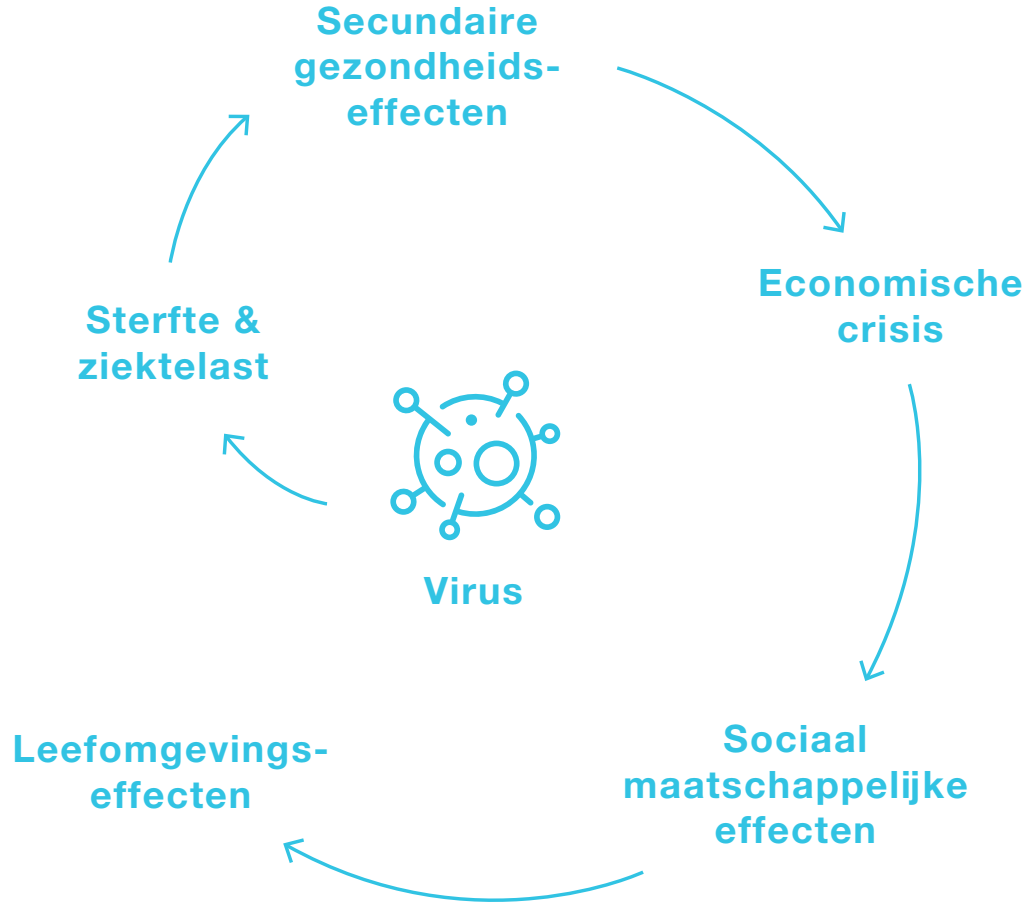 Secundaire
gezondheids-
effecten
Economische
crisis
Sterfte &
ziektelast
Virus
Sociaal
maatschappelijke
effecten
Leefomgevings-
effecten